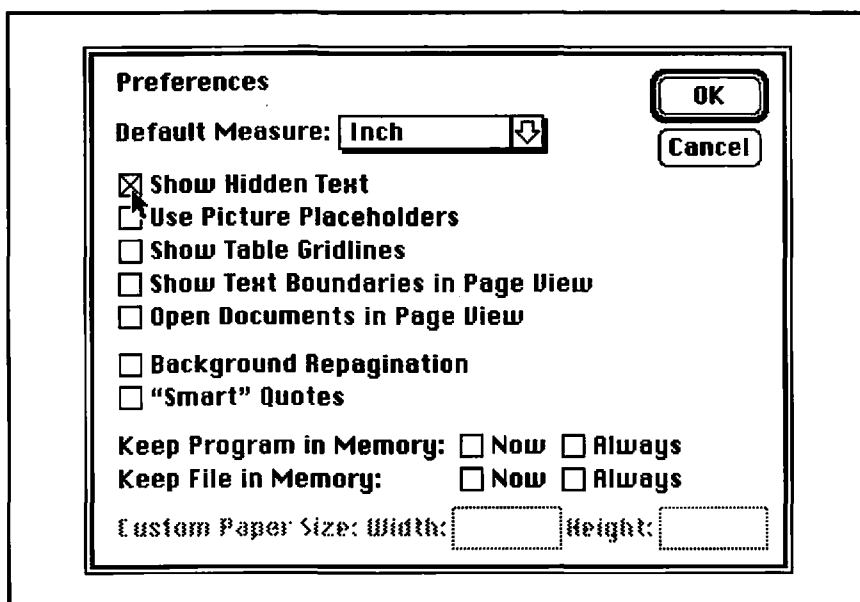 Preferences
OK
Default Measure: Inch
Cancel
Show Hidden Text
Use Picture Placeholders
Show Table Gridlines
Show Text Boundaries in Page View
Open Documents in Page View
Background Repagination
“Smart” Quotes
Keep Program in Memory: Now Always
Keep File in Memory: Now Always
Custom Paper Size: Width: Height: